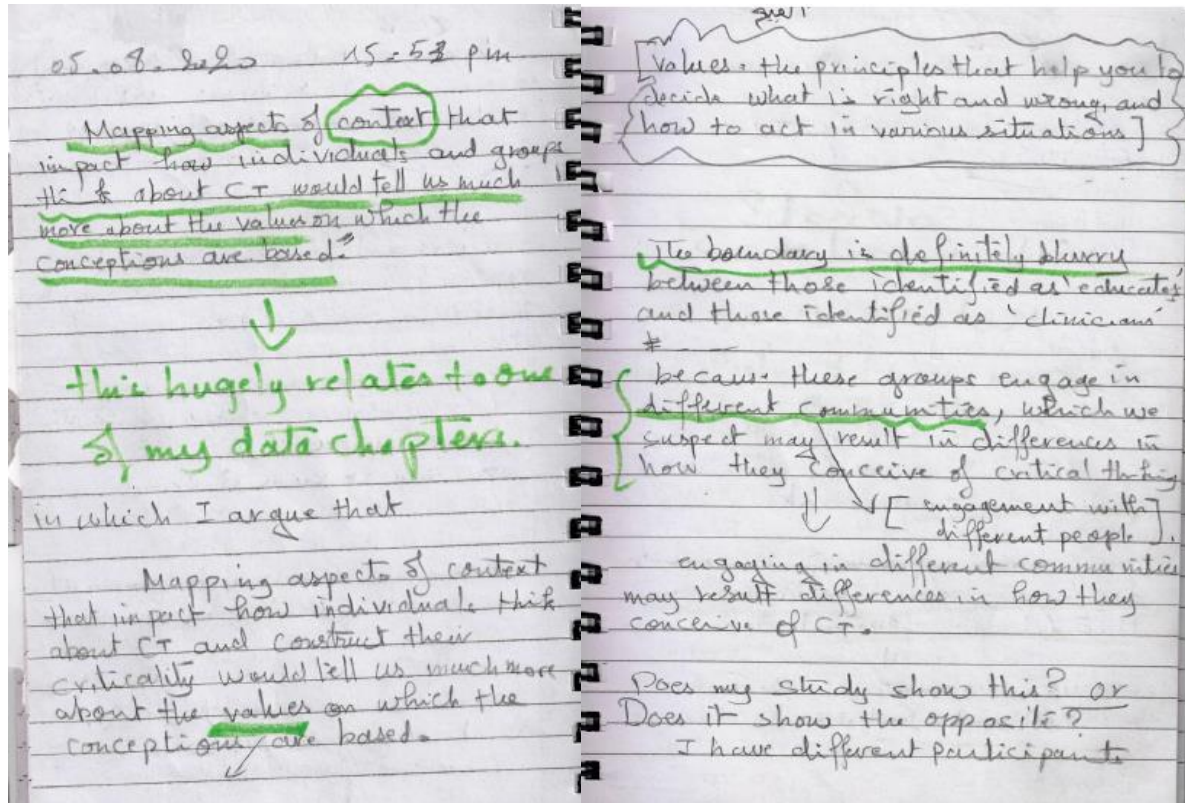 05.08.2020 15:53 pm
Mapping aspects of context that
impact how individuals and groups
think about CT would tell us much
more about the values on which the
conceptions are based."
this hugely relates to one
of my data chapters.
in which I argue that
Mapping aspects of context
that impact how individuals thik
about CT and construct their
criticality would tell us much more
about the values on which the
conceptions are based.
[values: the principles that help you to
decide what is right and wrong, and
how to act in various situations]
The boundary is definitely blurry
between those identified as 'educates'
and those identified as 'clinicians'
* - - -
because these groups engage in
different communities, which we
suspect may result in differences in
how they conceive of critical thking
[engagement with
different people].
engaging in different communities
may result differences in how they
conceive of CT.
Does my study show this? or
Does it show the opposite?
I have different participants